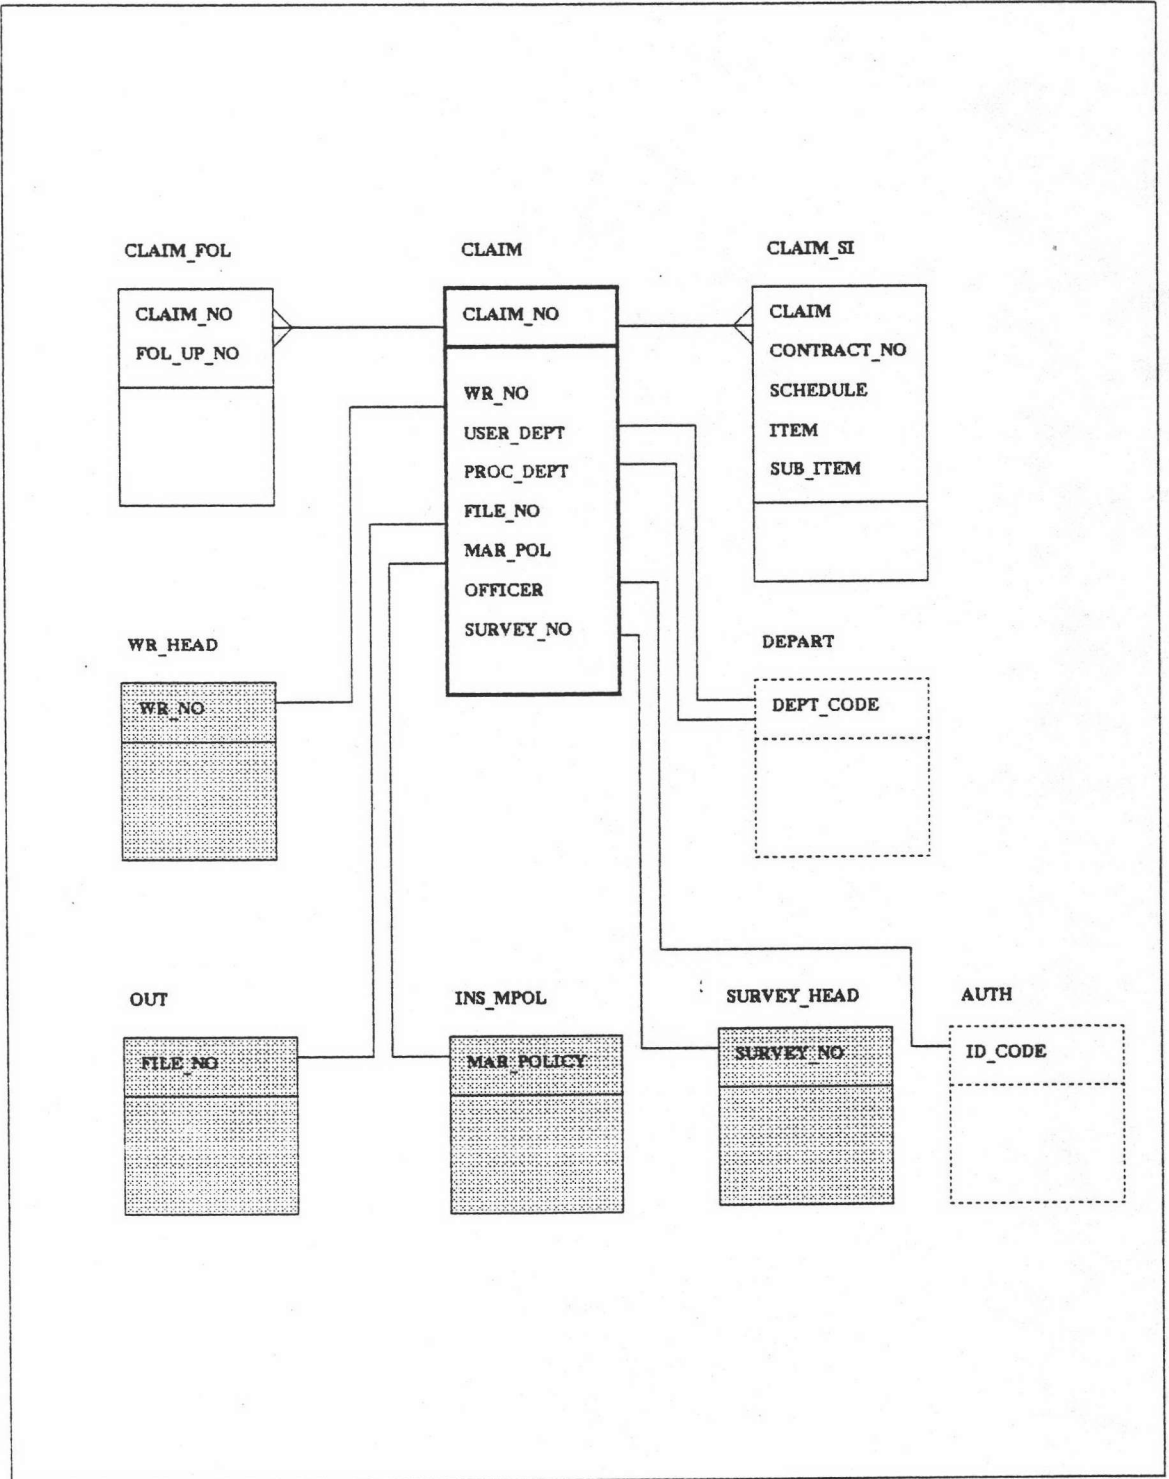 CLAIM_FOL
CLAIM_NO
FOL_UP_NO
CLAIM
CLAIM_NO
WR_NO
USER_DEPT
PROC_DEPT
FILE_NO
MAR_POL
OFFICER
SURVEY_NO
CLAIM_SI
CLAIM
CONTRACT_NO
SCHEDULE
ITEM
SUB_ITEM
WR_HEAD
WR_NO
DEPART
DEPT_CODE
OUT
FILE_NO
INS_MPOL
MAR_POLICY
SURVEY_HEAD
SURVEY_NO
AUTH
ID_CODE